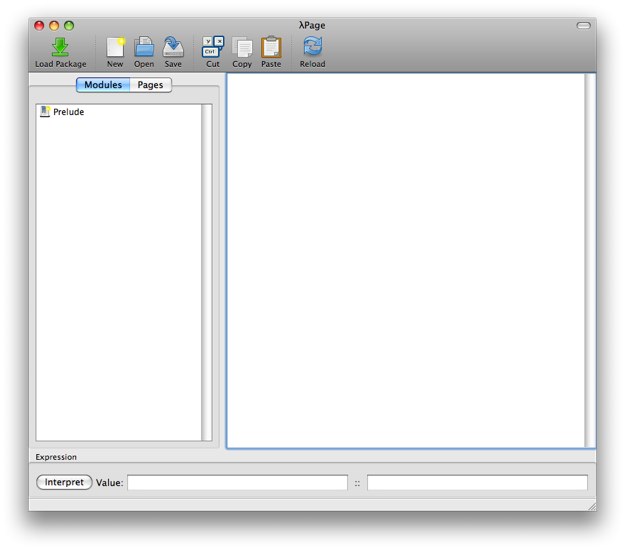 λPage
Load Package New Open Save Cut Copy Paste Reload
Modules Pages
Prelude
Expression
Interpret Value: ::